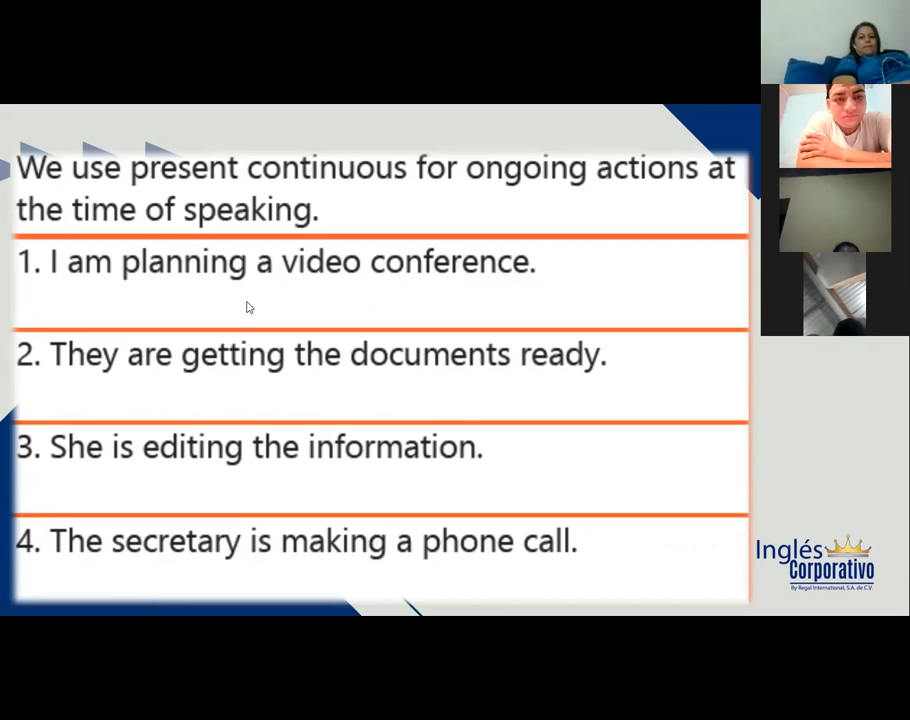 We use present continuous for ongoing actions at
the time of speaking.
1. I am planning a video conference.
2. They are getting the documents ready.
3. She is editing the information.
4. The secretary is making a phone call.
Inglés
Corporativo
By Regal International, S.A. de C.V.